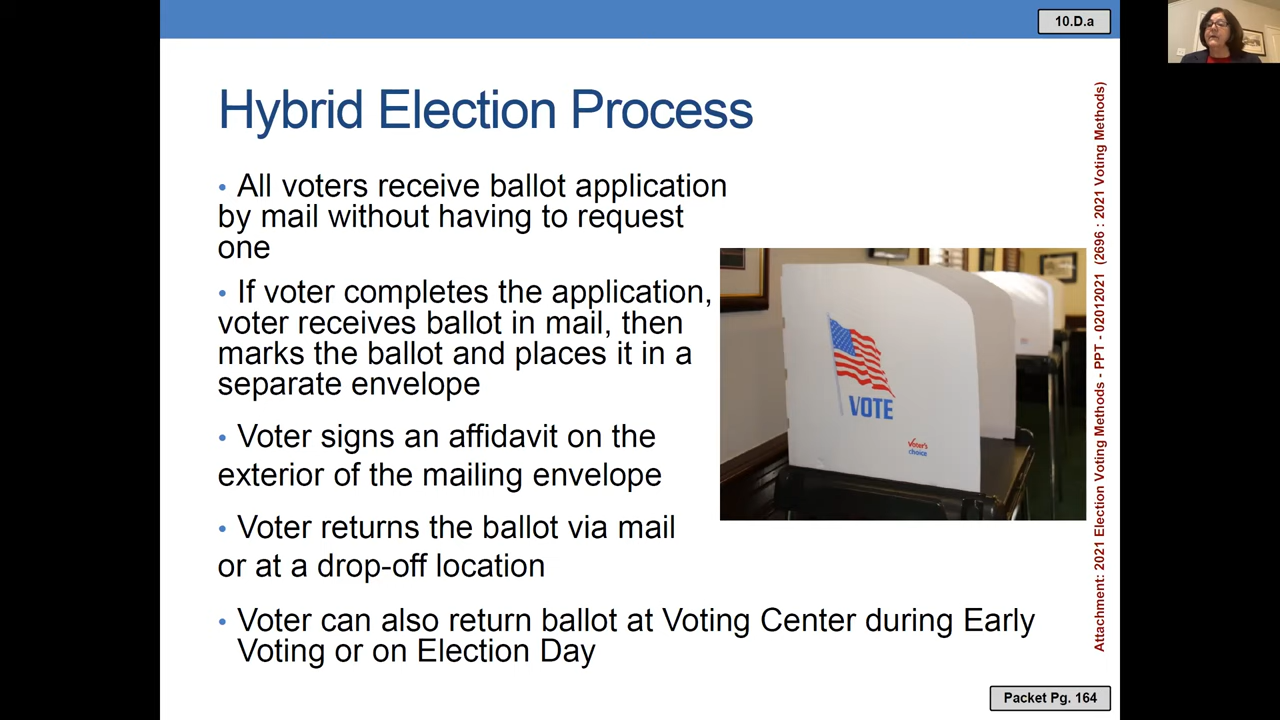 10.D.a
Hybrid Election Process
• All voters receive ballot application
by mail without having to request
one
• If voter completes the application,
voter receives ballot in mail, then
marks the ballot and places it in a
separate envelope
• Voter signs an affidavit on the
exterior of the mailing envelope
• Voter returns the ballot via mail
or at a drop-off location
• Voter can also return ballot at Voting Center during Early
Voting or on Election Day
VOTE
Voter's
choice
Attachment: 2021 Election Voting Methods - PPT - 02012021 (2696 : 2021 Voting Methods)
Packet Pg. 164